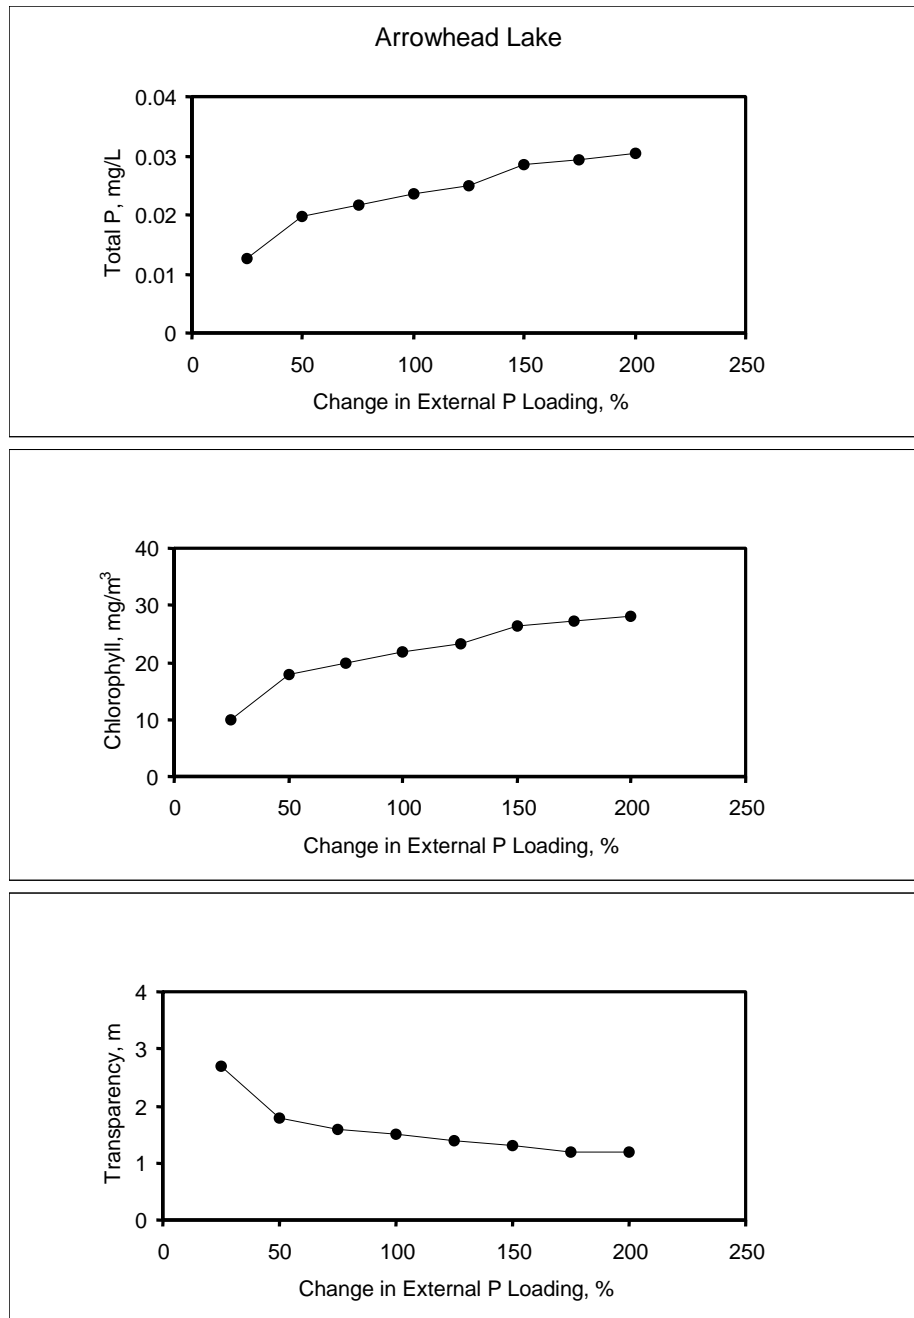 Arrowhead Lake
0.04
0.03
0.02
0.01
0
Total P, mg/L
0 50 100 150 200 250
Change in External P Loading, %
40
30
20
10
0
Chlorophyll, mg/m³
0 50 100 150 200 250
Change in External P Loading, %
4
3
2
1
0
Transparency, m
0 50 100 150 200 250
Change in External P Loading, %